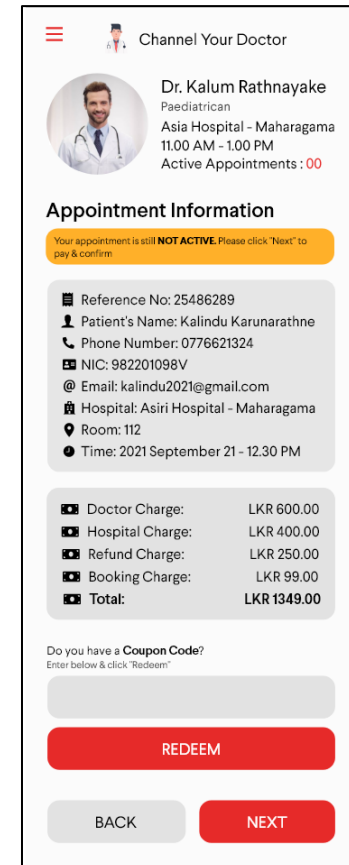 Channel Your Doctor
Dr. Kalum Rathnayake
Paediatrican
Asia Hospital - Maharagama
11.00 AM - 1.00 PM
Active Appointments : 00
Appointment Information
Your appointment is still NOT ACTIVE. Please click "Next" to
pay & confirm
Reference No: 25486289
Patient's Name: Kalindu Karunarathne
Phone Number: 0776621324
NIC: 982201098V
@ Email: kalindu2021@gmail.com
Hospital: Asiri Hospital - Maharagama
Room: 112
Time: 2021 September 21 - 12.30 PM
Doctor Charge: LKR 600.00
Hospital Charge: LKR 400.00
Refund Charge: LKR 250.00
Booking Charge: LKR 99.00
Total: LKR 1349.00
Do you have a Coupon Code?
Enter below & click "Redeem"
REDEEM
BACK NEXT